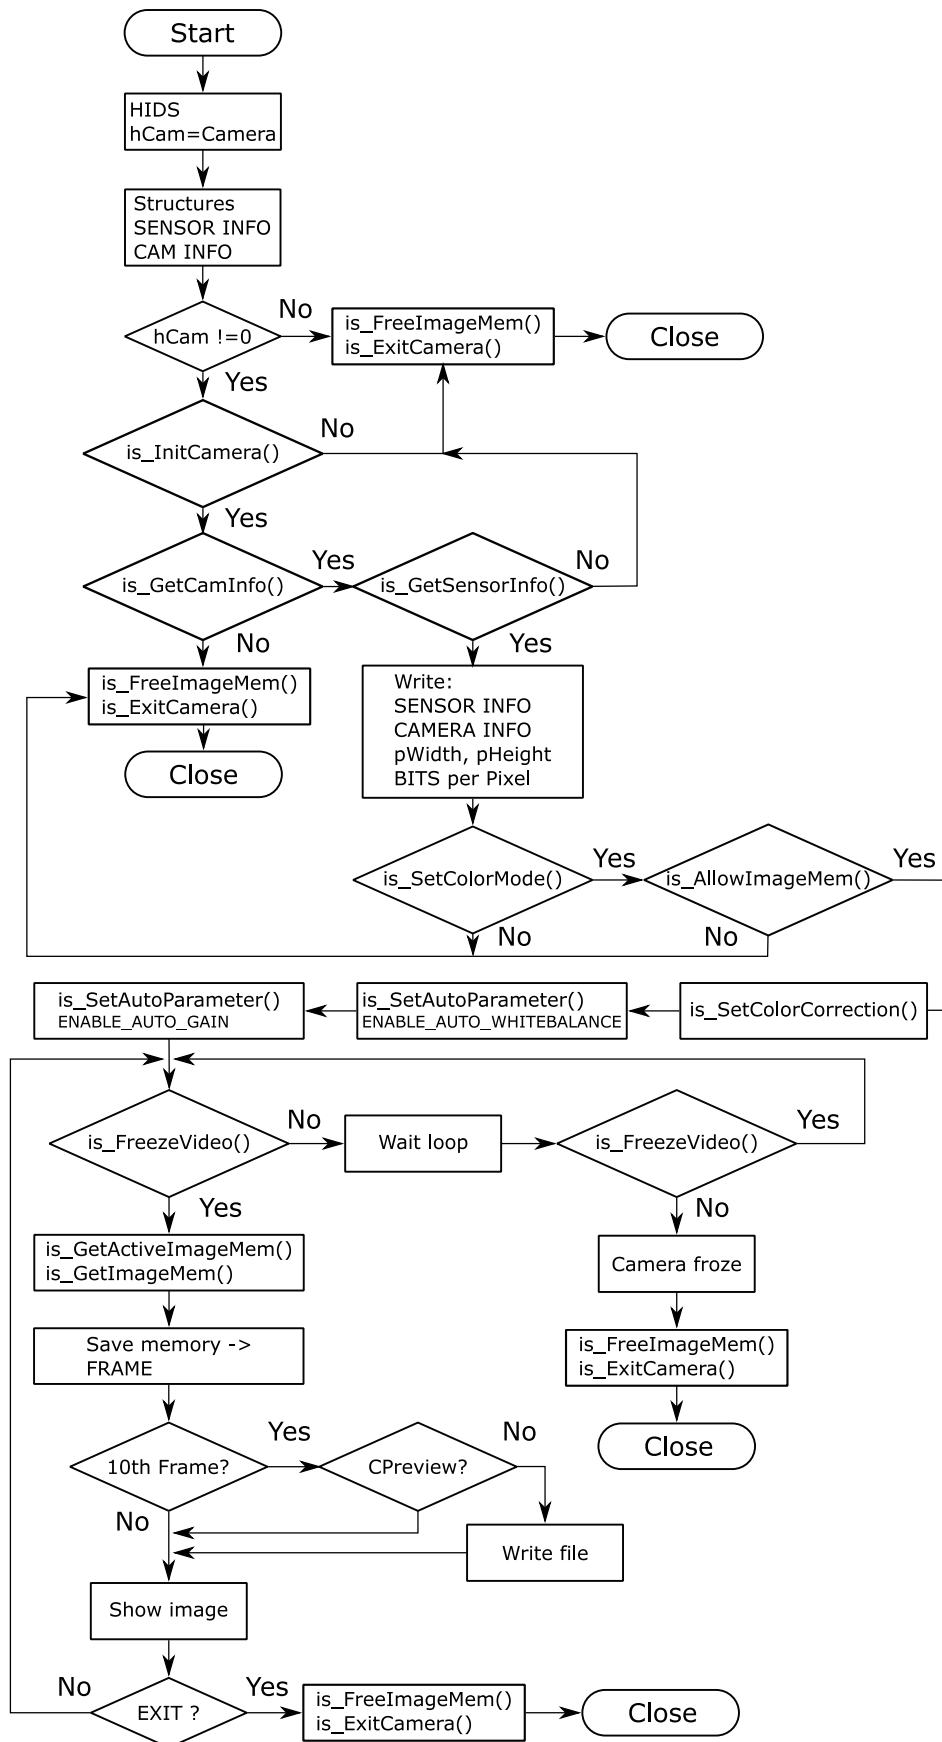 Start
HIDS
hCam=Camera
Structures
SENSOR INFO
CAM INFO
hCam !=0
No
is_FreeImageMem()
is_ExitCamera()
Close
Yes
is_InitCamera()
No
Yes
is_GetCamInfo()
Yes
is_GetSensorInfo()
No
No
Yes
is_FreeImageMem()
is_ExitCamera()
Close
Write:
SENSOR INFO
CAMERA INFO
pWidth, pHeight
BITS per Pixel
is_SetColorMode()
Yes
is_AllowImageMem()
Yes
No
No
is_SetAutoParameter()
ENABLE_AUTO_GAIN
is_SetAutoParameter()
ENABLE_AUTO_WHITEBALANCE
is_SetColorCorrection()
is_FreezeVideo()
No
Wait loop
is_FreezeVideo()
Yes
Yes
No
is_GetActiveImageMem()
is_GetImageMem()
Camera froze
Save memory ->
FRAME
is_FreeImageMem()
is_ExitCamera()
Close
10th Frame?
Yes
CPreview?
No
No
Write file
Show image
EXIT ?
No
Yes
is_FreeImageMem()
is_ExitCamera()
Close